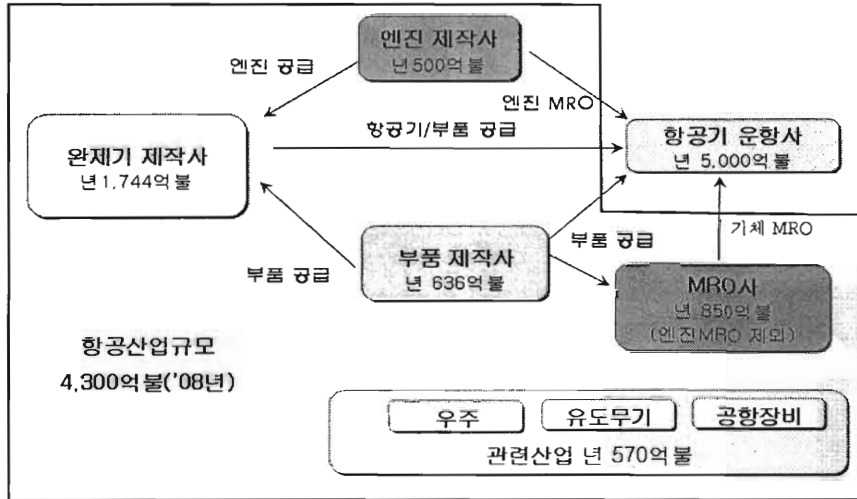 엔진 제작사
년500억불
엔진 공급
엔진 MRO
항공기/부품 공급
완제기 제작사
년1,744억불
항공기 운항사
년 5,000억불
부품 제작사
년 636억불
부품 공급
부품 공급
기체 MRO
MRO사
년 850억불
(엔진MRO 제외)
항공산업규모
4,300억불('08년)
우주
유도무기
공항장비
관련산업 년 570억불